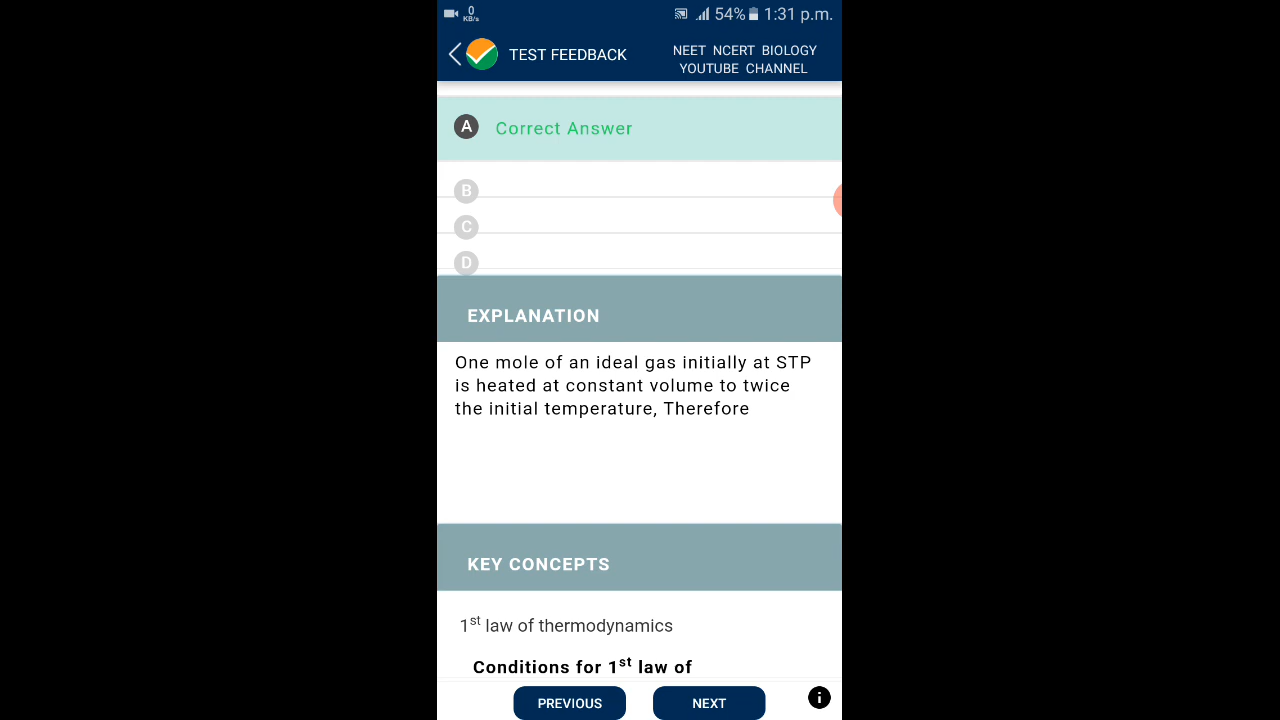 0
KB/s
54%
1:31 p.m.
TEST FEEDBACK
NEET NCERT BIOLOGY
YOUTUBE CHANNEL
A Correct Answer
B
C
D
EXPLANATION
One mole of an ideal gas initially at STP
is heated at constant volume to twice
the initial temperature, Therefore
KEY CONCEPTS
1st law of thermodynamics
Conditions for 1st law of
PREVIOUS
NEXT
i